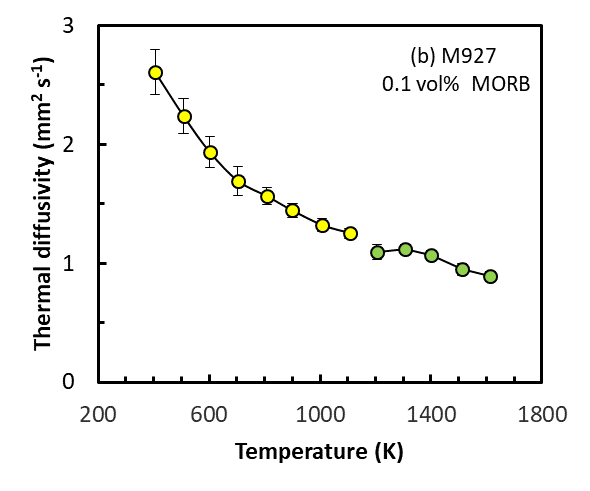 3
(b) M927
0.1 vol% MORB
2
1
0
Thermal diffusivity (mm² s⁻¹)
200 600 1000 1400 1800
Temperature (K)